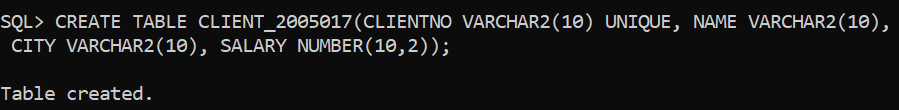 SQL> CREATE TABLE CLIENT_2005017(CLIENTNO VARCHAR2(10) UNIQUE, NAME VARCHAR2(10),
 CITY VARCHAR2(10), SALARY NUMBER(10,2));
Table created.